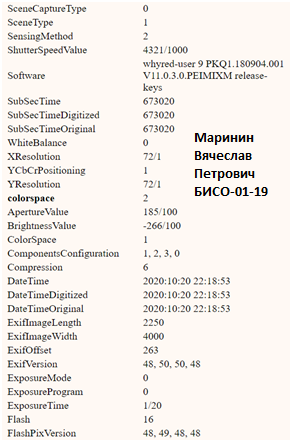 SceneCaptureType 0
SceneType 1
SensingMethod 2
ShutterSpeedValue 4321/1000
whyred-user 9 PKQ1.180904.001
Software V11.0.3.0.PEIMIXM release-
keys
SubSecTime 673020
SubSecTimeDigitized 673020
SubSecTimeOriginal 673020
WhiteBalance 0
XResolution 72/1
YCbCrPositioning 1
YResolution 72/1
colorspace 2
ApertureValue 185/100
BrightnessValue -266/100
ColorSpace 1
ComponentsConfiguration 1, 2, 3, 0
Compression 6
DateTime 2020:10:20 22:18:53
DateTimeDigitized 2020:10:20 22:18:53
DateTimeOriginal 2020:10:20 22:18:53
ExifImageLength 2250
ExifImageWidth 4000
ExifOffset 263
ExifVersion 48, 50, 50, 48
ExposureMode 0
ExposureProgram 0
ExposureTime 1/20
Flash 16
FlashPixVersion 48, 49, 48, 48
Маринин
Вячеслав
Петрович
БИСО-01-19